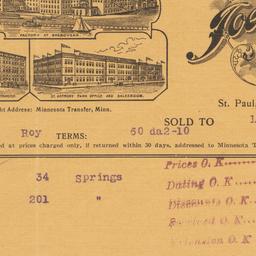 FACTORY AT SHEBOYGAN
ST. ANTHONY PARK OFFICE AND SALESROOM.
ht Address: Minnesota Transfer, Minn.
St. Paul,
SOLD TO
Roy TERMS: 60 da2-10
ed at prices charged only, if returned within 30 days, addressed to Minnesota T
34 Springs Prices O. K.
201 " Dating O. K.
Discounts O. K.
O. K.
Extension O. K.